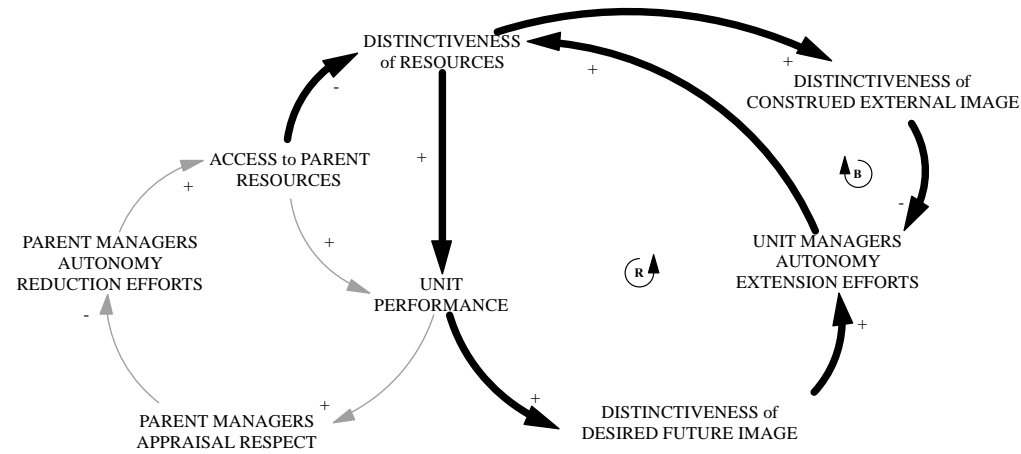 DISTINCTIVENESS
of RESOURCES
+
DISTINCTIVENESS of
CONSTRUED EXTERNAL IMAGE
+
-
ACCESS to PARENT
RESOURCES
+
B
-
+
+
PARENT MANAGERS
AUTONOMY
REDUCTION EFFORTS
UNIT MANAGERS
AUTONOMY
EXTENSION EFFORTS
R
UNIT
PERFORMANCE
-
+
+
+
PARENT MANAGERS
APPRAISAL RESPECT
DISTINCTIVENESS of
DESIRED FUTURE IMAGE